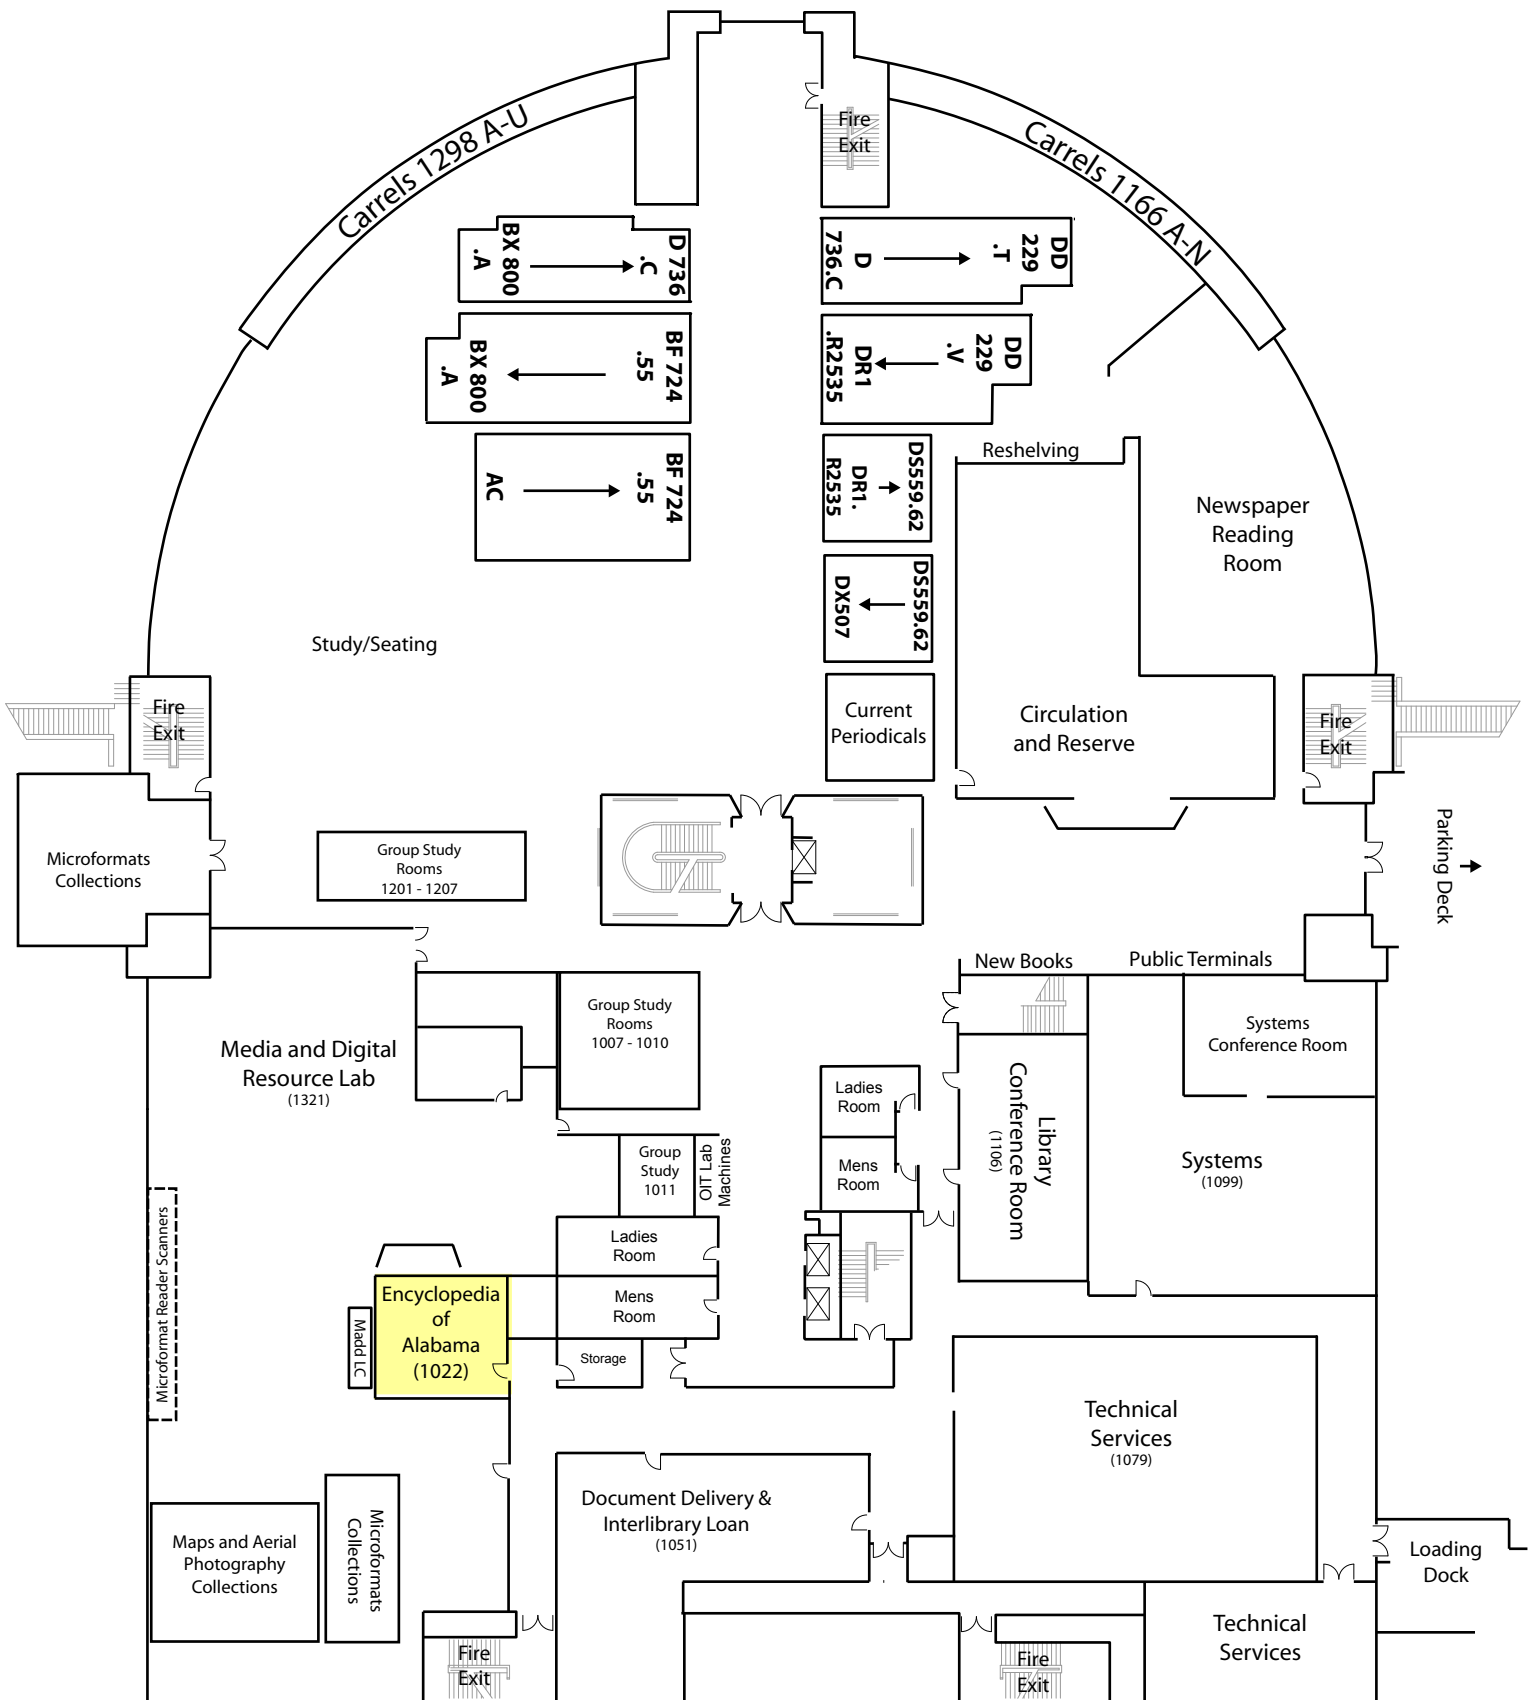 Carrels 1298 A-U
Fire
Exit
Carrels 1166 A-N
BX 800
.A
D 736
.C
D
736.C
DD
229
.T
BX 800
.A
BF 724
.55
DR1
.R2535
DD
229
.V
AC
BF 724
.55
DR1.
R2535
DS559.62
Reshelving
Newspaper
Reading
Room
DX507
DS559.62
Study/Seating
Fire
Exit
Current
Periodicals
Circulation
and Reserve
Fire
Exit
Microformats
Collections
Group Study
Rooms
1201 - 1207
Parking Deck
New Books
Public Terminals
Media and Digital
Resource Lab
(1321)
Group Study
Rooms
1007 - 1010
Systems
Conference Room
Ladies
Room
Mens
Room
Library
Conference Room
(1106)
Systems
(1099)
Group
Study
1011
OIT Lab
Machines
Ladies
Room
Mens
Room
Storage
Microformat Reader Scanners
Madd LC
Encyclopedia
of
Alabama
(1022)
Technical
Services
(1079)
Document Delivery &
Interlibrary Loan
(1051)
Maps and Aerial
Photography
Collections
Microformats
Collections
Loading
Dock
Fire
Exit
Fire
Exit
Technical
Services